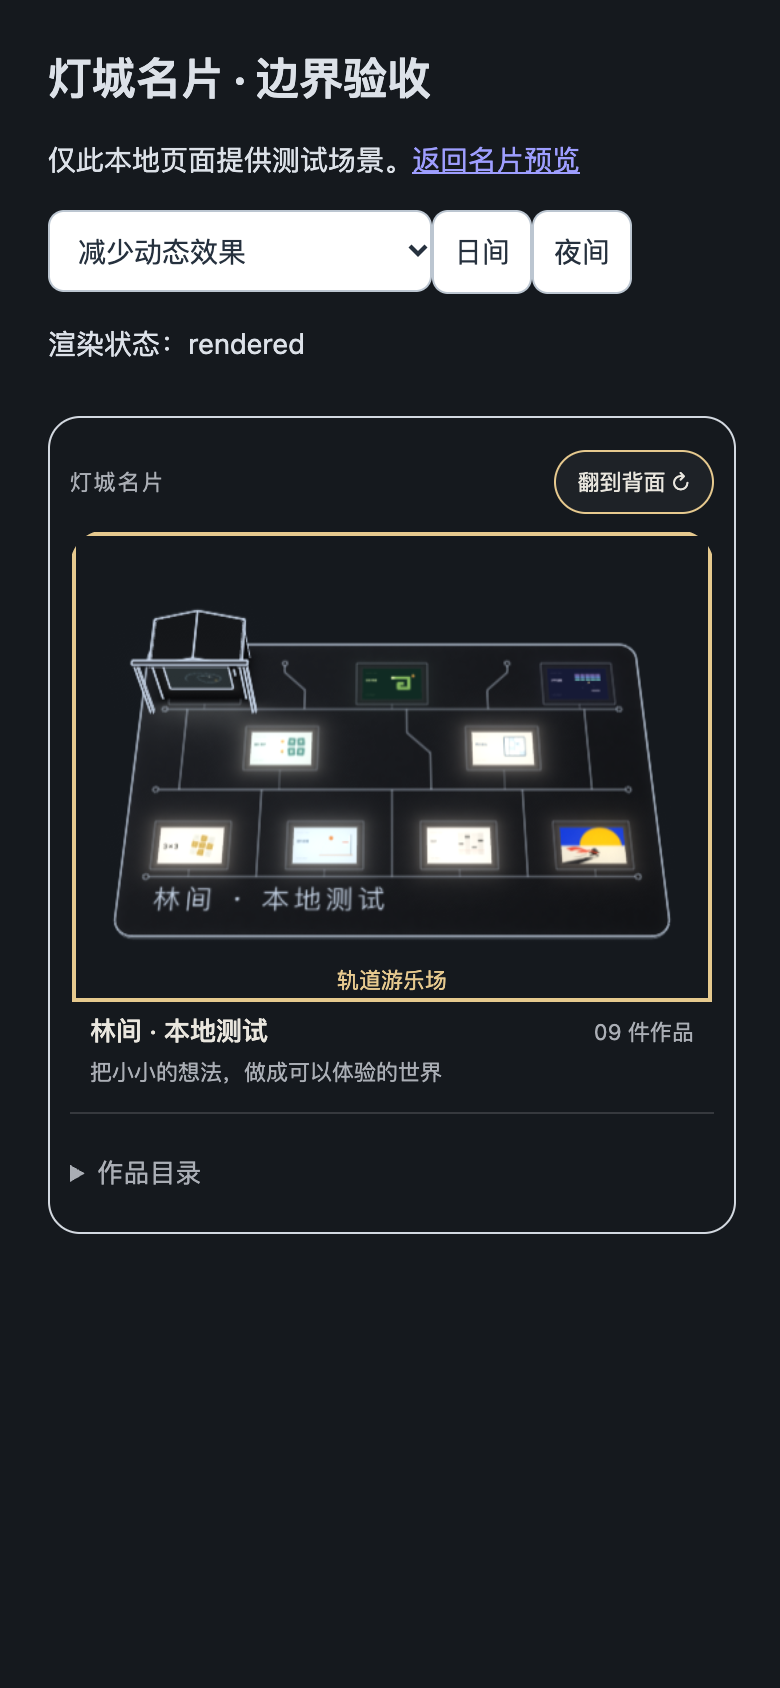 灯城名片 · 边界验收
仅此本地页面提供测试场景。返回名片预览
减少动态效果 日间 夜间
渲染状态：rendered
灯城名片 翻到背面 ↻
3×3
林间 · 本地测试
轨道游乐场
林间 · 本地测试 09 件作品
把小小的想法，做成可以体验的世界
▶ 作品目录